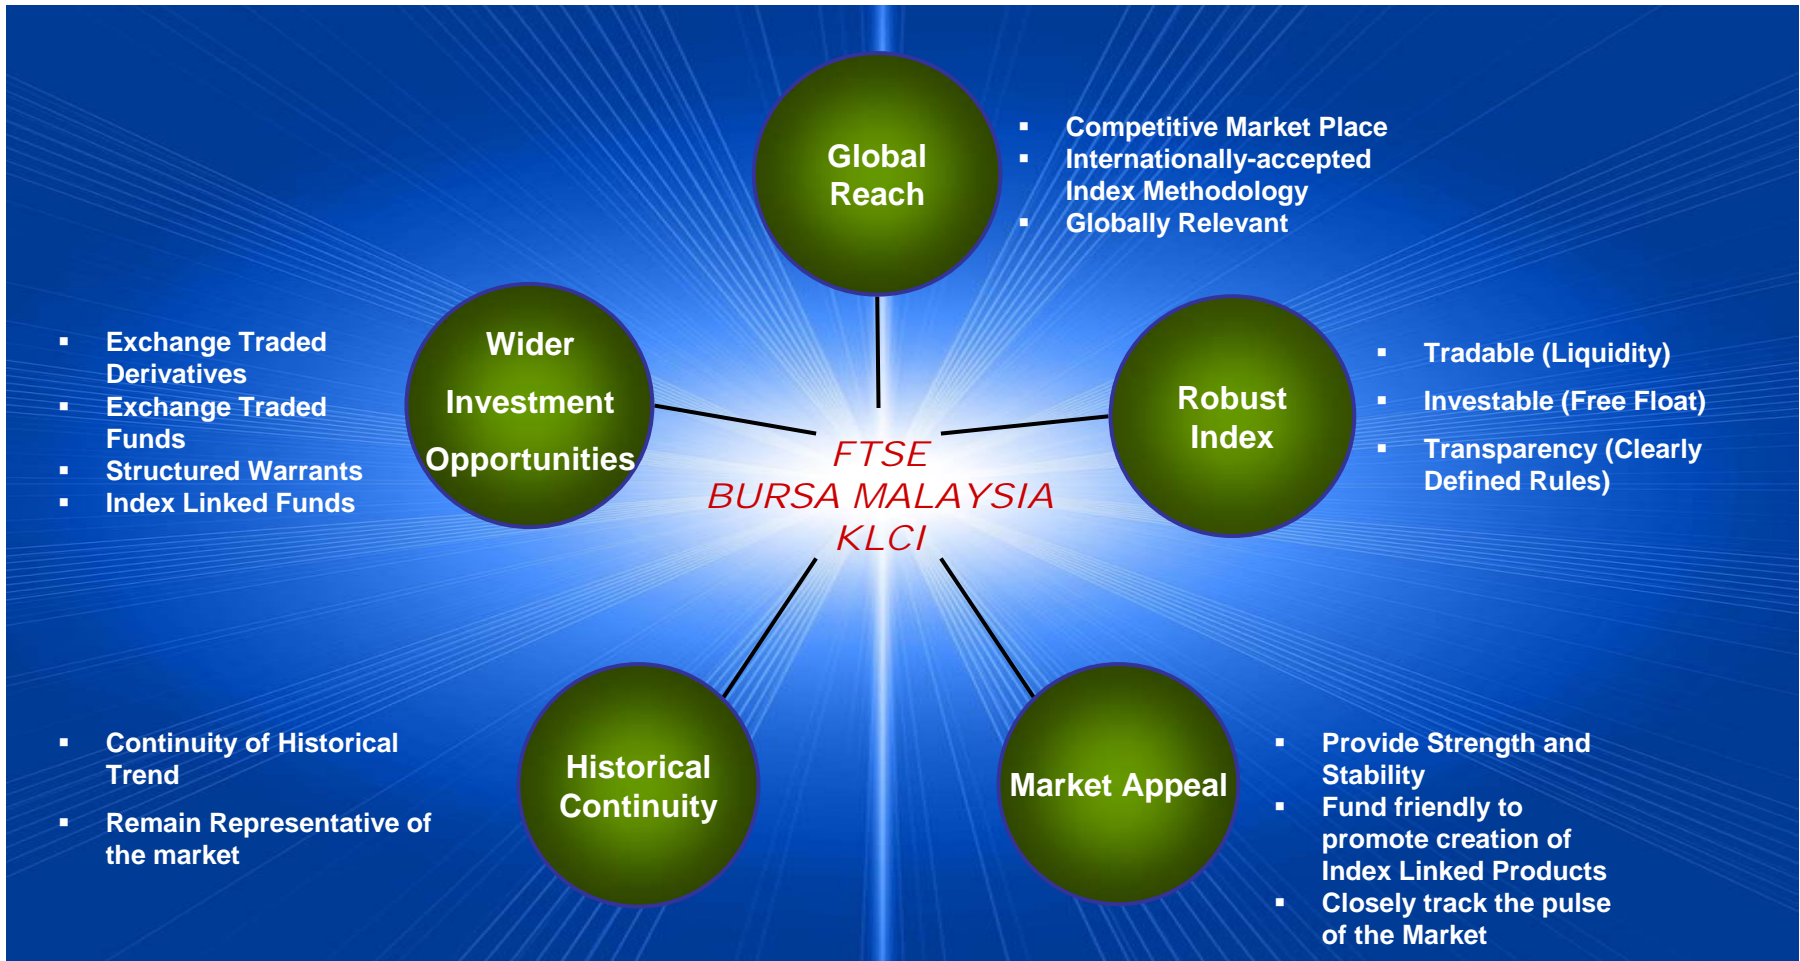 Global
Reach
▪ Competitive Market Place
▪ Internally-accepted
Index Methodology
▪ Globally Relevant
Wider
Investment
Opportunities
▪ Exchange Traded
Derivatives
▪ Exchange Traded
Funds
▪ Structured Warrants
▪ Index Linked Funds
Robust
Index
▪ Tradable (Liquidity)
▪ Investable (Free Float)
▪ Transparency (Clearly
Defined Rules)
FTSE
BURSA MALAYSIA
KLCI
Historical
Continuity
▪ Continuity of Historical
Trend
▪ Remain Representative of
the market
Market Appeal
▪ Provide Strength and
Stability
▪ Fund friendly to
promote creation of
Index Linked Products
▪ Closely track the pulse
of the Market